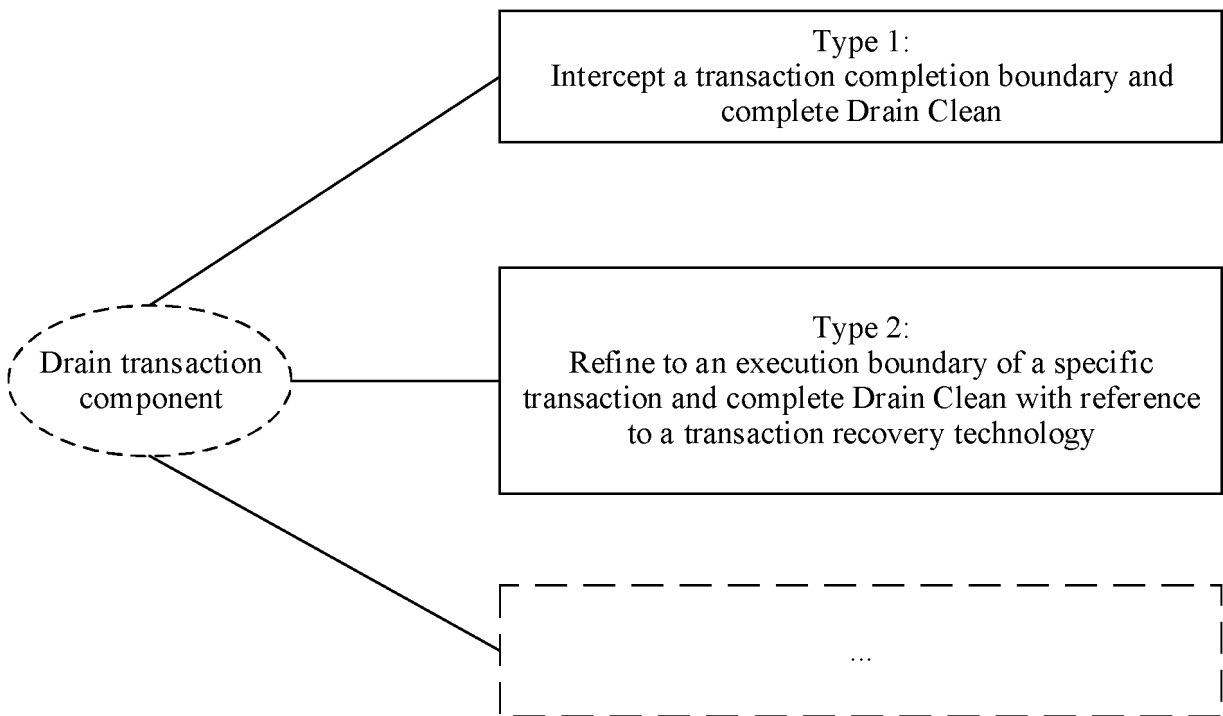 Type 1:
Intercept a transaction completion boundary and
complete Drain Clean
Drain transaction
component
Type 2:
Refine to an execution boundary of a specific
transaction and complete Drain Clean with reference
to a transaction recovery technology
...